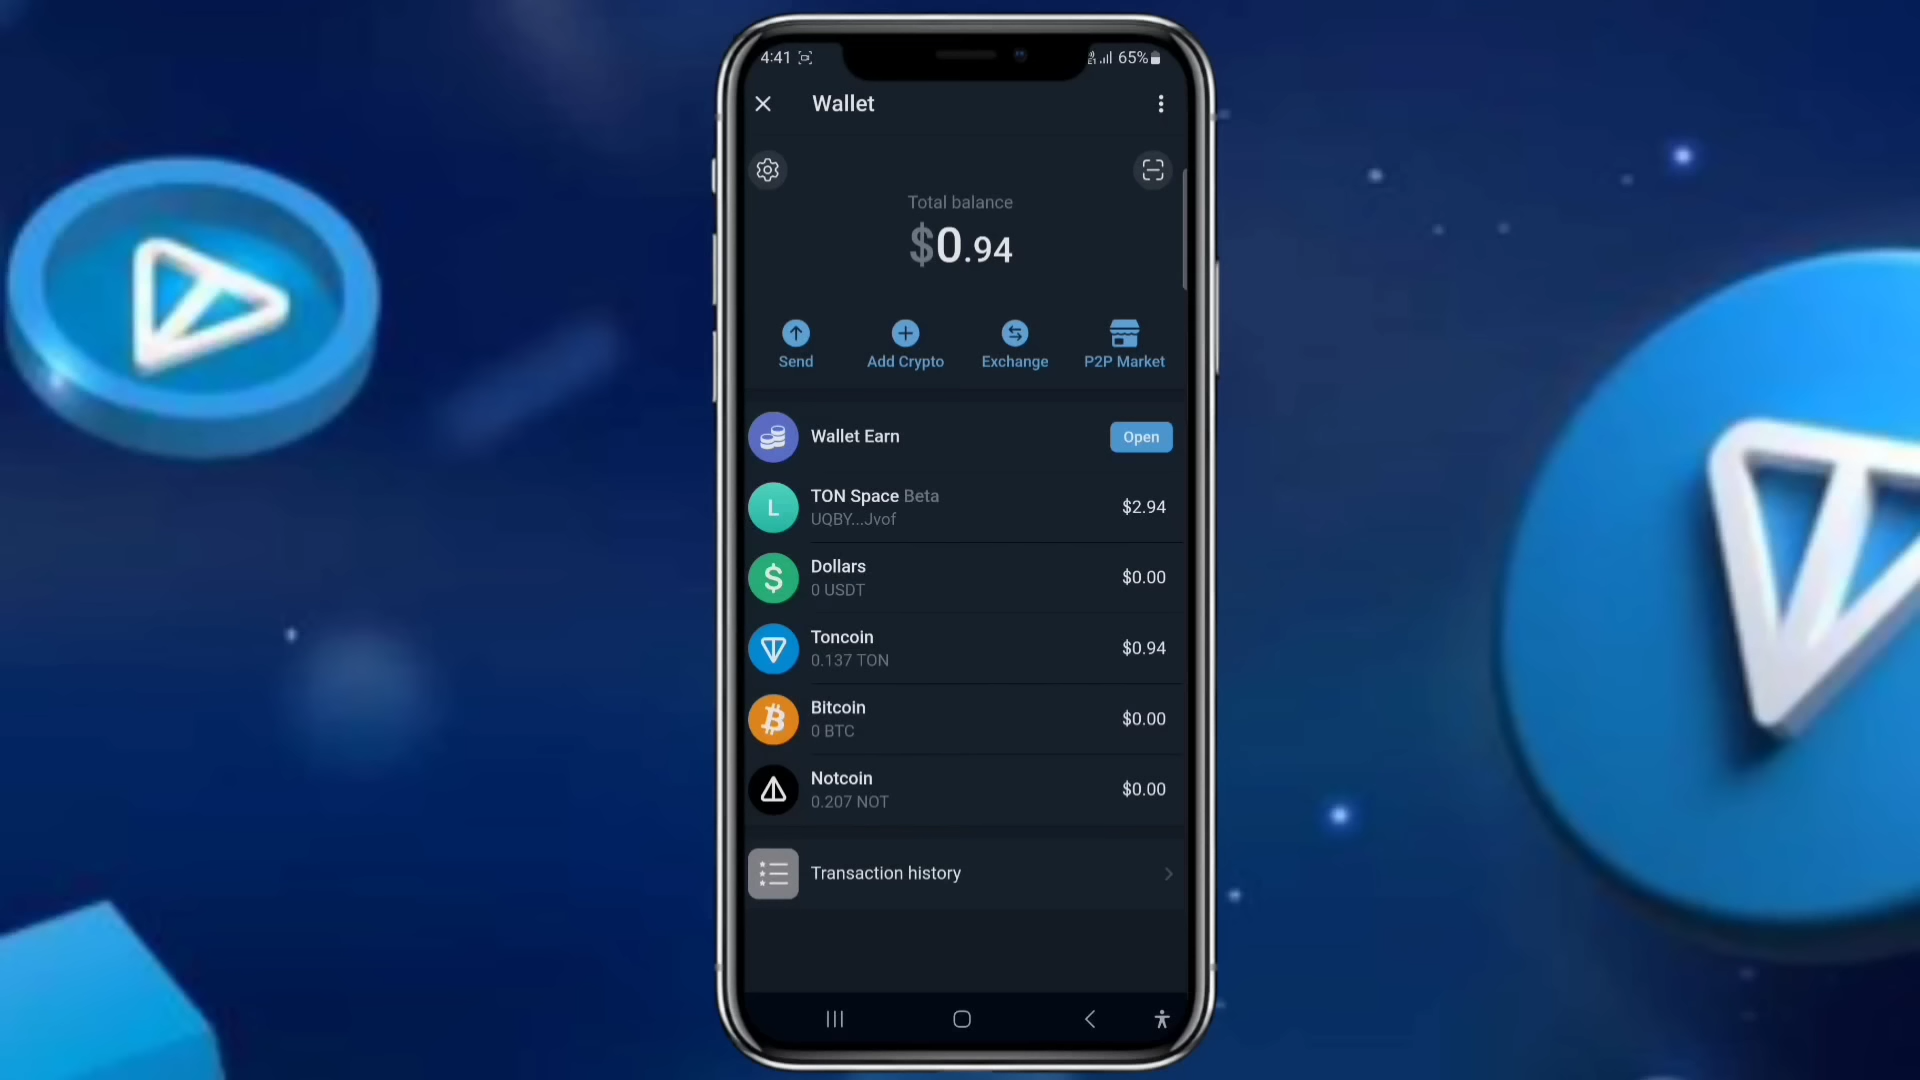 4:41
65%
Wallet
Total balance
$0.94
Send
Add Crypto
Exchange
P2P Market
Wallet Earn
Open
L
TON Space Beta
UQBY...Jvof
$2.94
Dollars
0 USDT
$0.00
Toncoin
0.137 TON
$0.94
Bitcoin
0 BTC
$0.00
Notcoin
0.207 NOT
$0.00
Transaction history